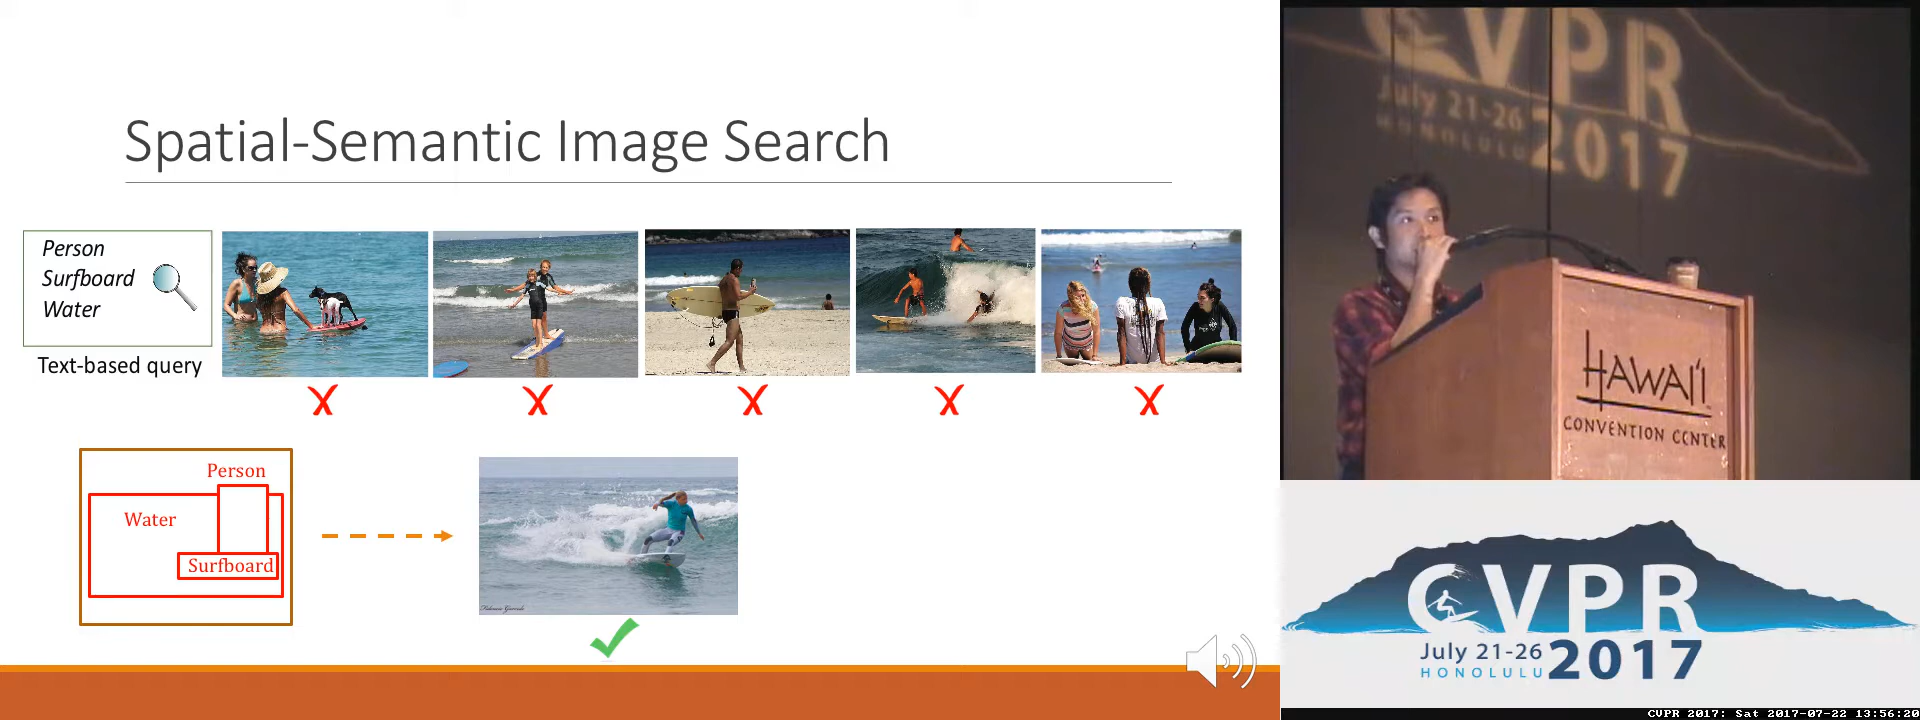 Spatial-Semantic Image Search
Person
Surfboard
Water
Text-based query
X X X X X
Person
Water
Surfboard
CVPR
July 21-26
HONOLULU 2017
HAWAI'I
CONVENTION CENTER
CVPR
July 21-26
HONOLULU 2017
CVPR 2017: Sat 2017-07-22 13:56:20